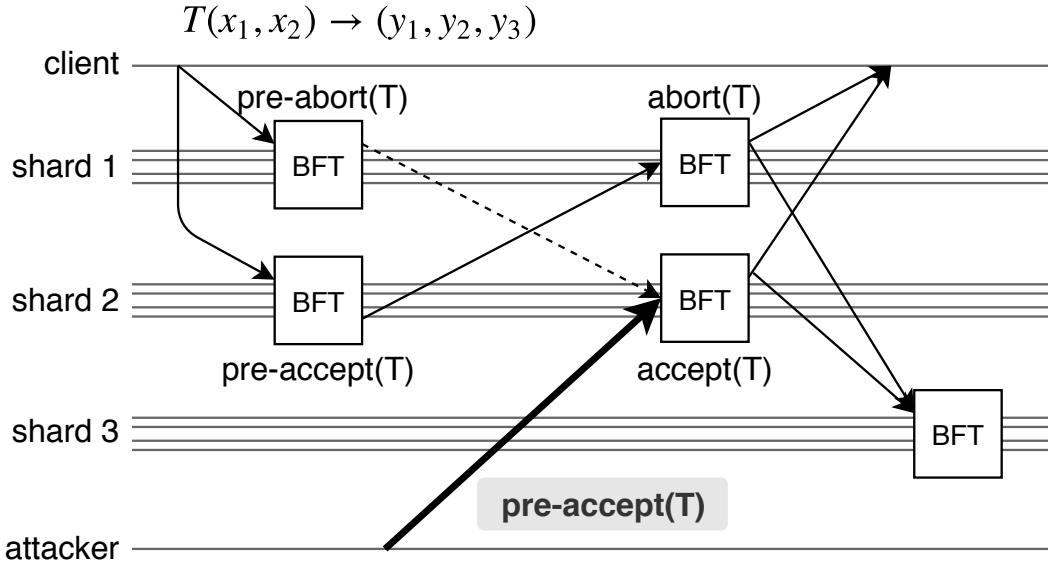 T(x₁, x₂) → (y₁, y₂, y₃)
client
pre-abort(T)
abort(T)
shard 1
BFT
BFT
shard 2
BFT
BFT
pre-accept(T)
accept(T)
shard 3
BFT
pre-accept(T)
attacker